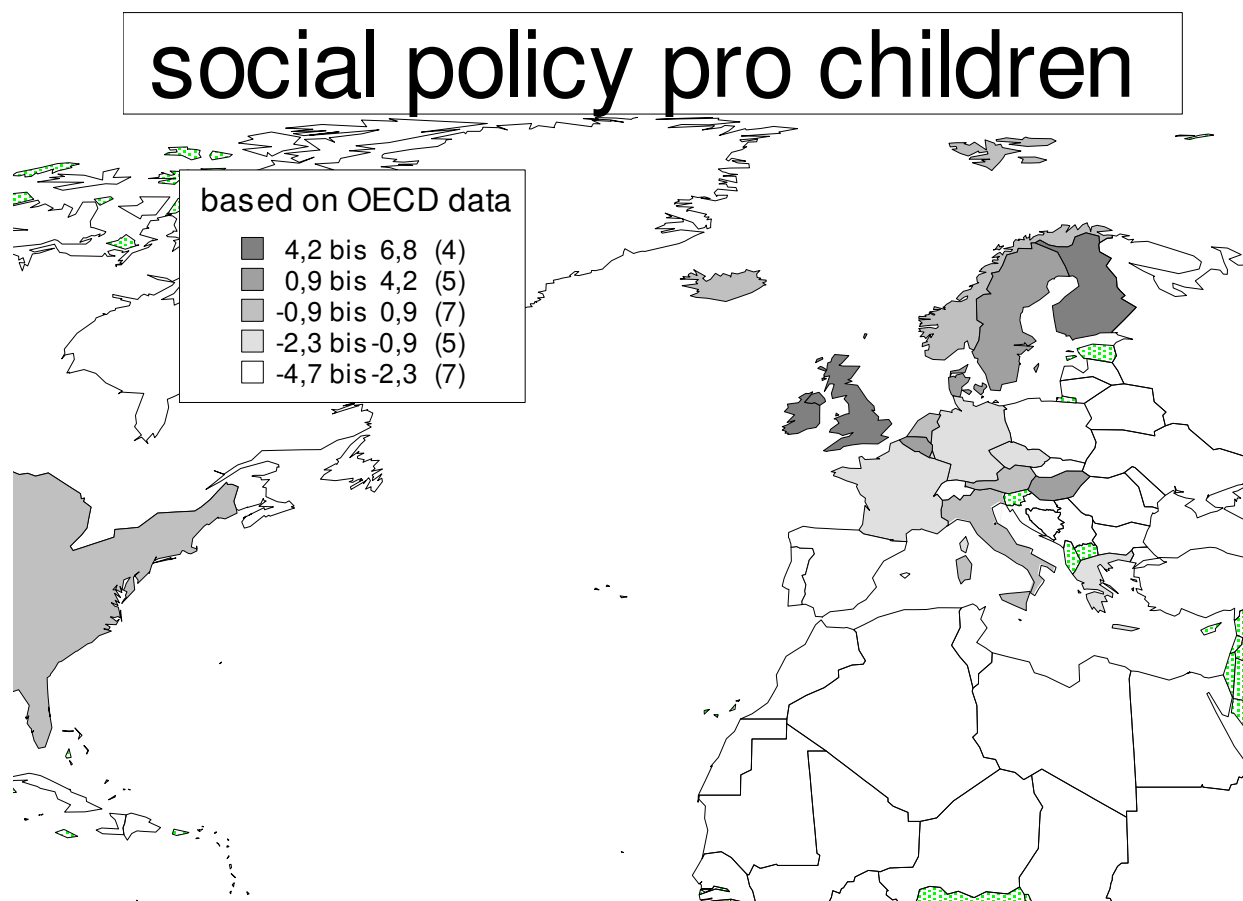 social policy pro children
based on OECD data
4,2 bis 6,8 (4)
0,9 bis 4,2 (5)
-0,9 bis 0,9 (7)
-2,3 bis -0,9 (5)
-4,7 bis -2,3 (7)